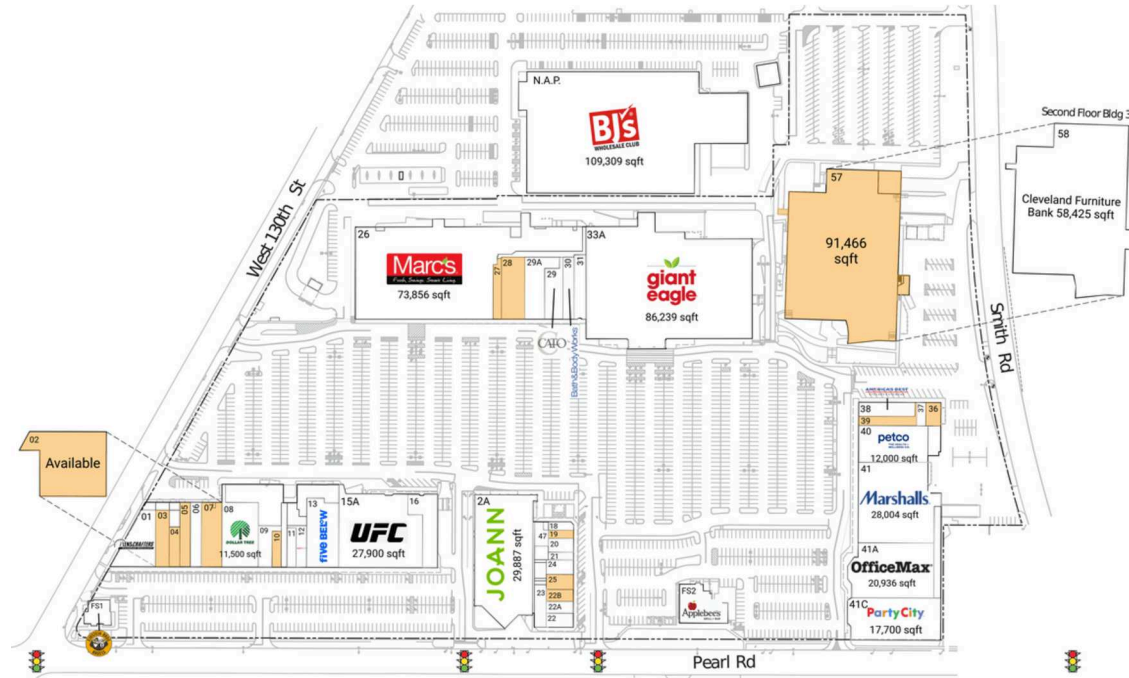 N.A.P.
BJ's
WHOLESALE CLUB
109,309 sqft
Second Floor Bldg 3
58
Cleveland Furniture
Bank 58,425 sqft
57
91,466
sqft
West 130th St
26
Marc's
73,856 sqft
27
28
29A
29
30
31
CATO
Bath&BodyWorks
33A
giant
eagle
86,239 sqft
Smith Rd
AMERICA'S BEST
38
37
36
39
40
petco
12,000 sqft
41
Marshalls
28,004 sqft
41A
OfficeMax
20,936 sqft
41C
PartyCity
17,700 sqft
02
Available
01
03
04
05
06
07
08
DOLLAR TREE
11,500 sqft
09
10
11
12
13
five BEL°W
15A
16
UFC
27,900 sqft
2A
JOANN
29,887 sqft
18
47
19
20
21
24
25
23
22B
22A
22
FS2
Applebee's
FS1
Pearl Rd